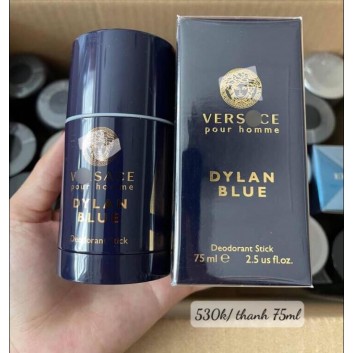 VERSACE
pour homme
DYLAN
BLUE
Deodorant Stick
VERSACE
pour homme
DYLAN
BLUE
Deodorant Stick
75 ml e 2.5 us fl.oz.
530k/ thanh 75ml